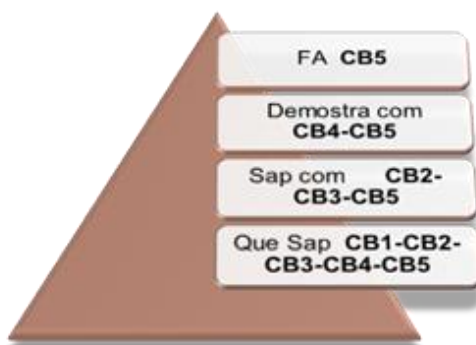 FA CB5
Demostra com
CB4-CB5
Sap com CB2-
CB3-CB5
Que Sap CB1-CB2-
CB3-CB4-CB5